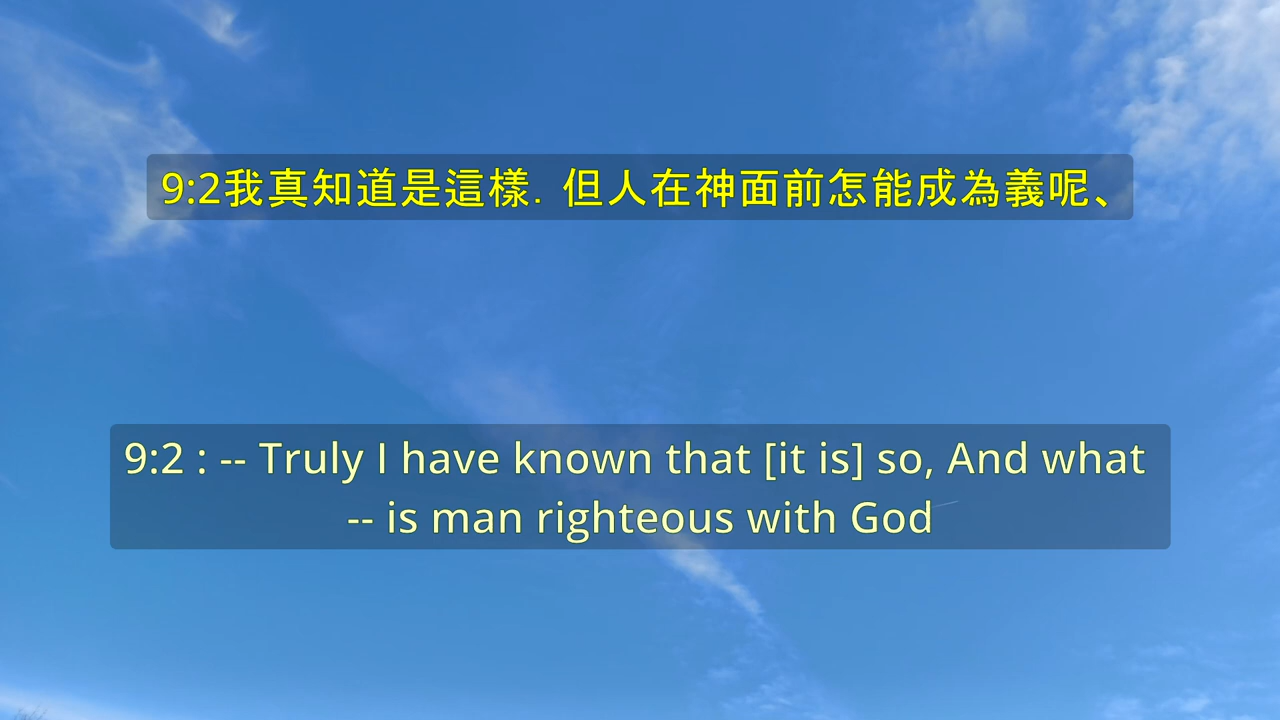 9:2我真知道是這樣. 但人在神面前怎能成為義呢、
9:2 : -- Truly I have known that [it is] so, And what
-- is man righteous with God